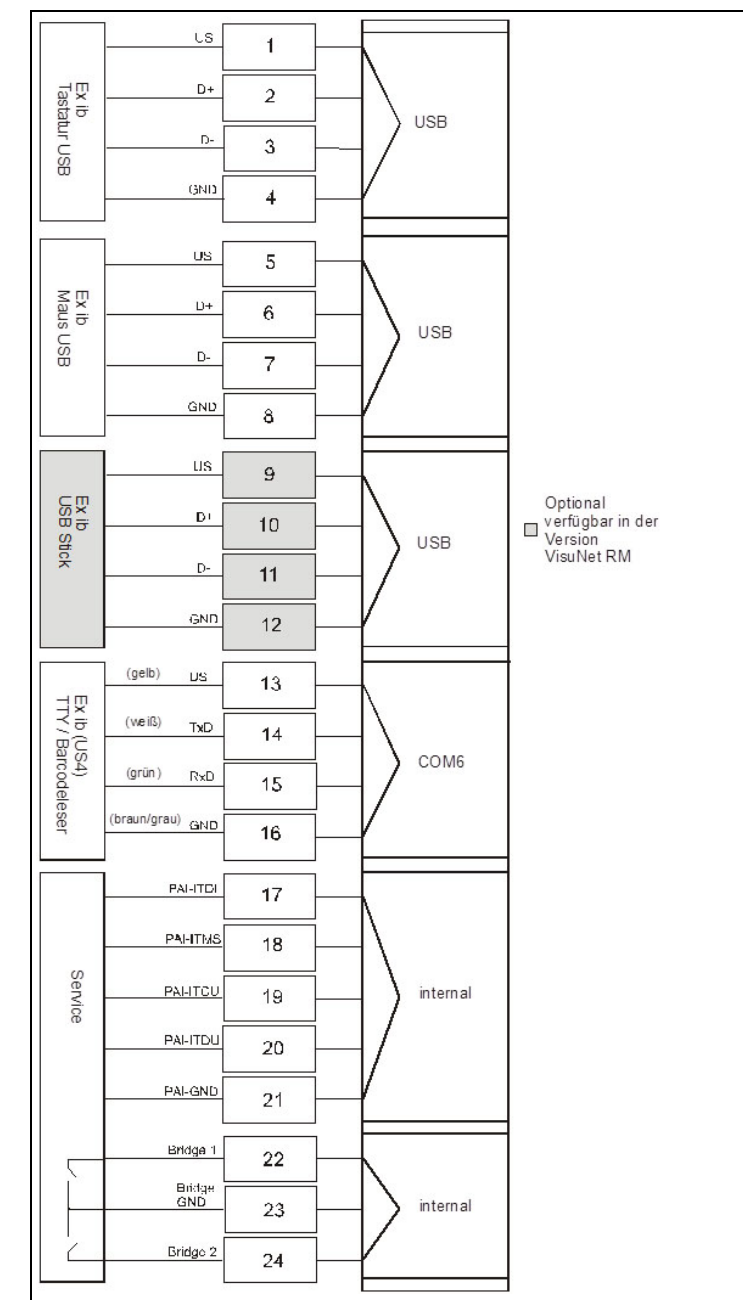 Ex ib
Tastatur USB
US
1
D+
2
D-
3
GND
4
USB
Ex ib
Maus USB
US
5
D+
6
D-
7
GND
8
USB
Ex ib
USB Stick
US
9
D+
10
D-
11
GND
12
USB
Optional
verfügbar in der
Version
VisuNet RM
Ex ib (US4)
TTY / Barcodeleser
(gelb) US
13
(weiß) TxD
14
(grün) RxD
15
(braun/grau) GND
16
COM6
Service
PAI-ITDI
17
PAI-ITMS
18
19
20
PAI-GND
21
internal
Bridge 1
22
Bridge
GND
23
Bridge 2
24
internal